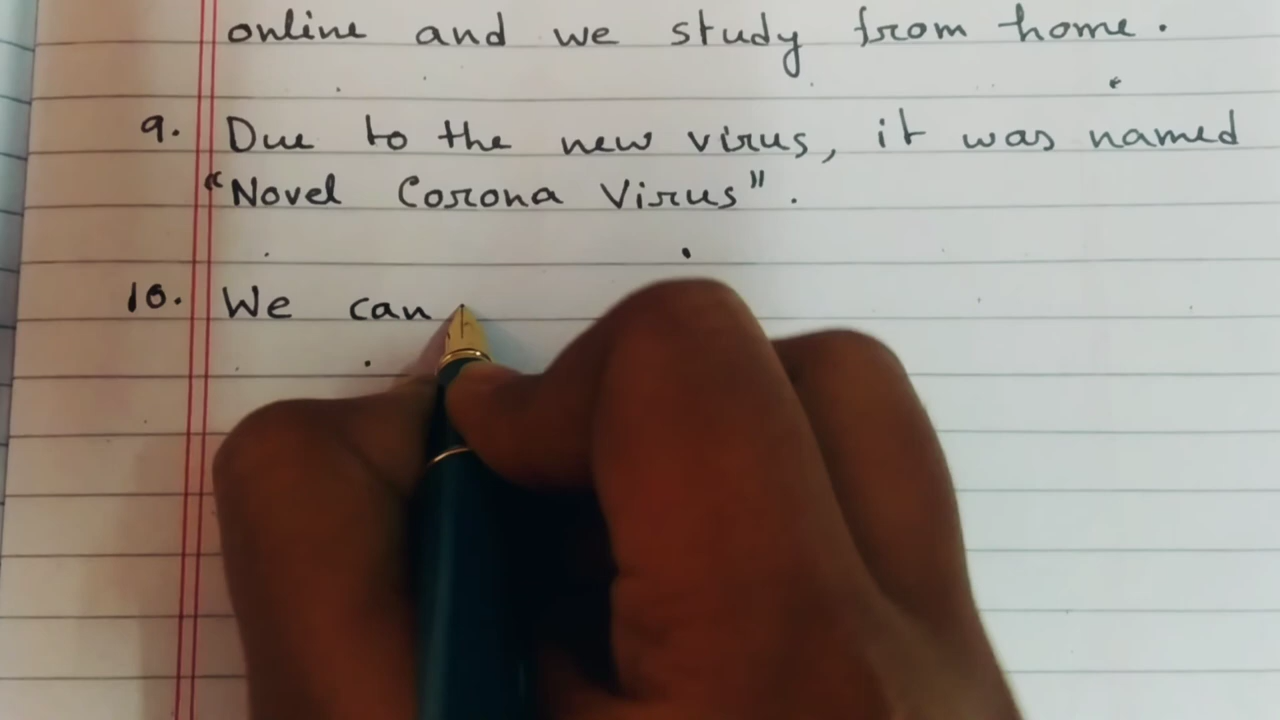 online and we study from home.
9. Due to the new virus, it was named
"Novel Corona Virus".
10. We can